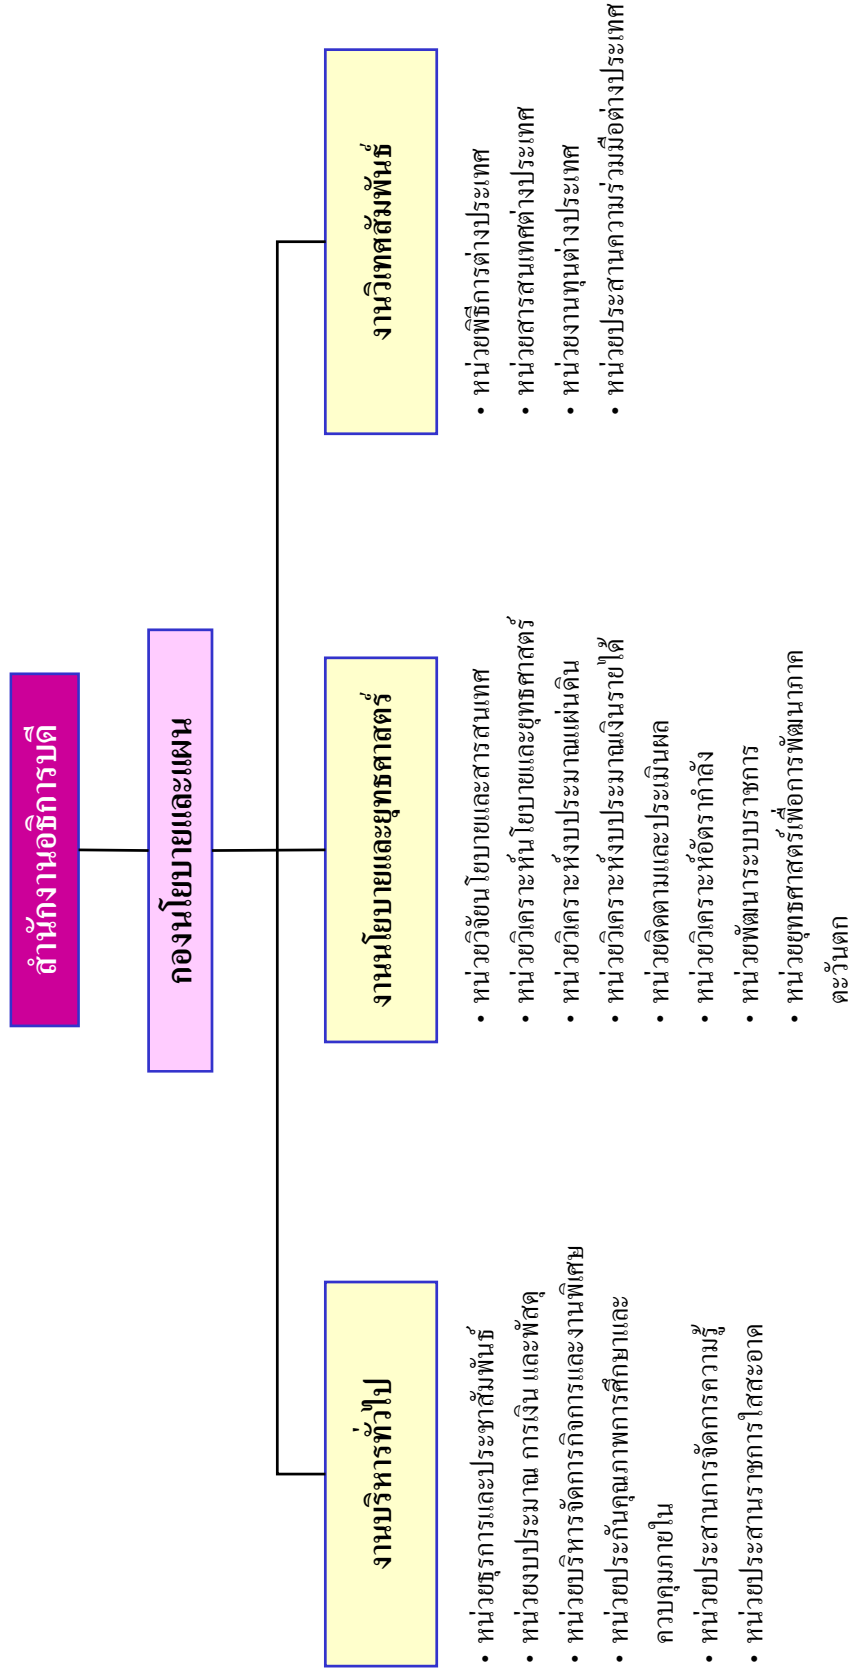 สำนักงานอธิการบดี
กองนโยบายและแผน
งานบริหารทั่วไป
• หน่วยธุรการและประชาสัมพันธ์
• หน่วยงบประมาณ การเงิน และพัสดุ
• หน่วยบริหารจัดการกิจการและงานพิเศษ
• หน่วยประกันคุณภาพการศึกษาและ
ควบคุมภายใน
• หน่วยประสานการจัดการความรู้
• หน่วยประสานราชการใสสะอาด
งานนโยบายและยุทธศาสตร์
• หน่วยวิจัยนโยบายและสารสนเทศ
• หน่วยวิเคราะห์นโยบายและยุทธศาสตร์
• หน่วยวิเคราะห์งบประมาณแผ่นดิน
• หน่วยวิเคราะห์งบประมาณเงินรายได้
• หน่วยติดตามและประเมินผล
• หน่วยวิเคราะห์อัตรากำลัง
• หน่วยพัฒนาระบบราชการ
• หน่วยยุทธศาสตร์เพื่อการพัฒนาภาค
ตะวันตก
งานวิเทศสัมพันธ์
• หน่วยพิธีการต่างประเทศ
• หน่วยสารสนเทศต่างประเทศ
• หน่วยงานทุนต่างประเทศ
• หน่วยประสานความร่วมมือต่างประเทศ